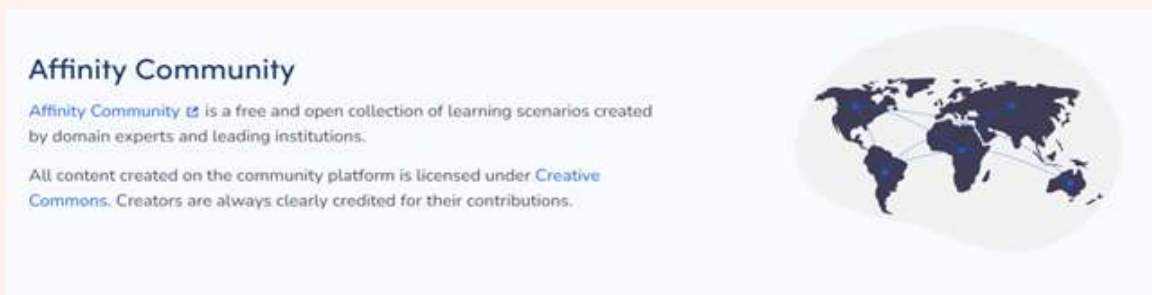 Affinity Community
Affinity Community is a free and open collection of learning scenarios created
by domain experts and leading institutions.
All content created on the community platform is licensed under Creative
Commons. Creators are always clearly credited for their contributions.